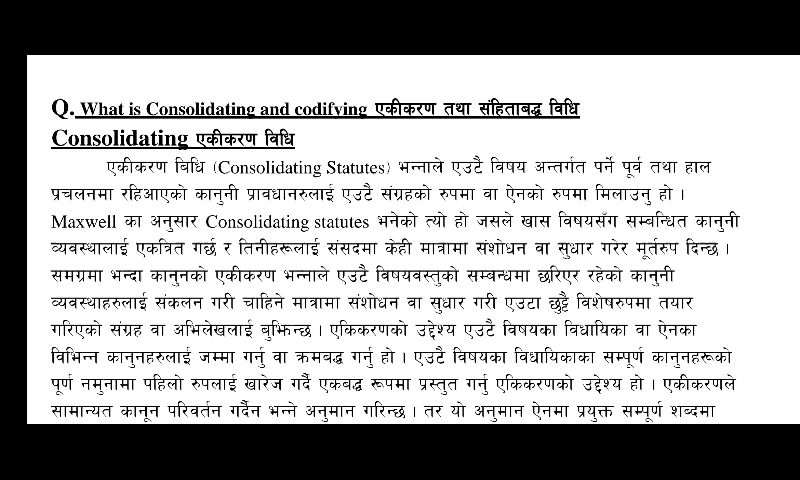 Q. What is Consolidating and codifying एकीकरण तथा संहिताबद्ध विधि
Consolidating एकीकरण विधि
एकीकरण बिधि (Consolidating Statutes) भन्नाले एउटै विषय अन्तर्गत पर्ने पूर्व तथा हाल
प्रचलनमा रहिआएको कानुनी प्रावधानरुलाई एउटै संग्रहको रुपमा वा ऐनको रुपमा मिलाउनु हो ।
Maxwell का अनुसार Consolidating statutes भनेको त्यो हो जसले खास विषयसँग सम्बन्धित कानुनी
व्यवस्थालाई एकत्रित गर्छ र तिनीहरूलाई संसदमा केही मात्रामा संशोधन वा सुधार गरेर मूर्तरुप दिन्छ ।
समग्रमा भन्दा कानुनको एकीकरण भन्नाले एउटै विषयवस्तुको सम्बन्धमा छरिएर रहेको कानुनी
व्यवस्थाहरुलाई संकलन गरी चाहिने मात्रामा संशोधन वा सुधार गरी एउटा छुट्टै विशेषरुपमा तयार
गरिएको संग्रह वा अभिलेखलाई बुझिन्छ । एकिकरणको उद्देश्य एउटै विषयका विधायिका वा ऐनका
विभिन्न कानुनहरुलाई जम्मा गर्नु वा क्रमबद्ध गर्नु हो । एउटै विषयका विधायिकाका सम्पूर्ण कानुनहरूको
पूर्ण नमुनामा पहिलो रुपलाई खारेज गर्दै एकबद्ध रूपमा प्रस्तुत गर्नु एकिकरणको उद्देश्य हो । एकीकरणले
सामान्यत कानून परिवर्तन गर्दैन भन्ने अनुमान गरिन्छ । तर यो अनुमान ऐनमा प्रयुक्त सम्पूर्ण शब्दमा